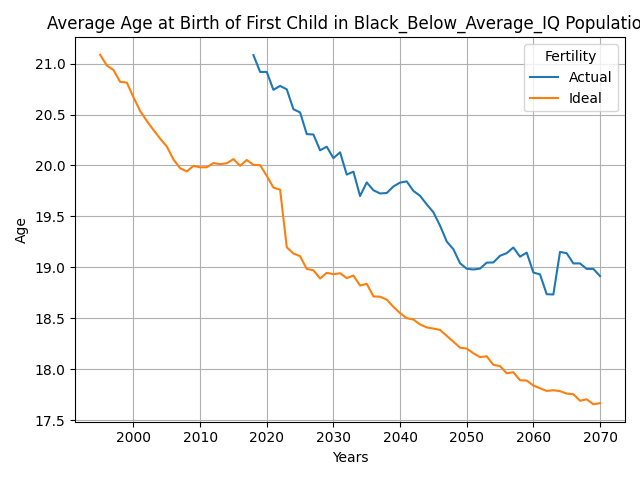 Average Age at Birth of First Child in Black_Below_Average_IQ Populatio
Fertility
Actual
Ideal
21.0
20.5
20.0
19.5
19.0
18.5
18.0
17.5
Age
2000 2010 2020 2030 2040 2050 2060 2070
Years